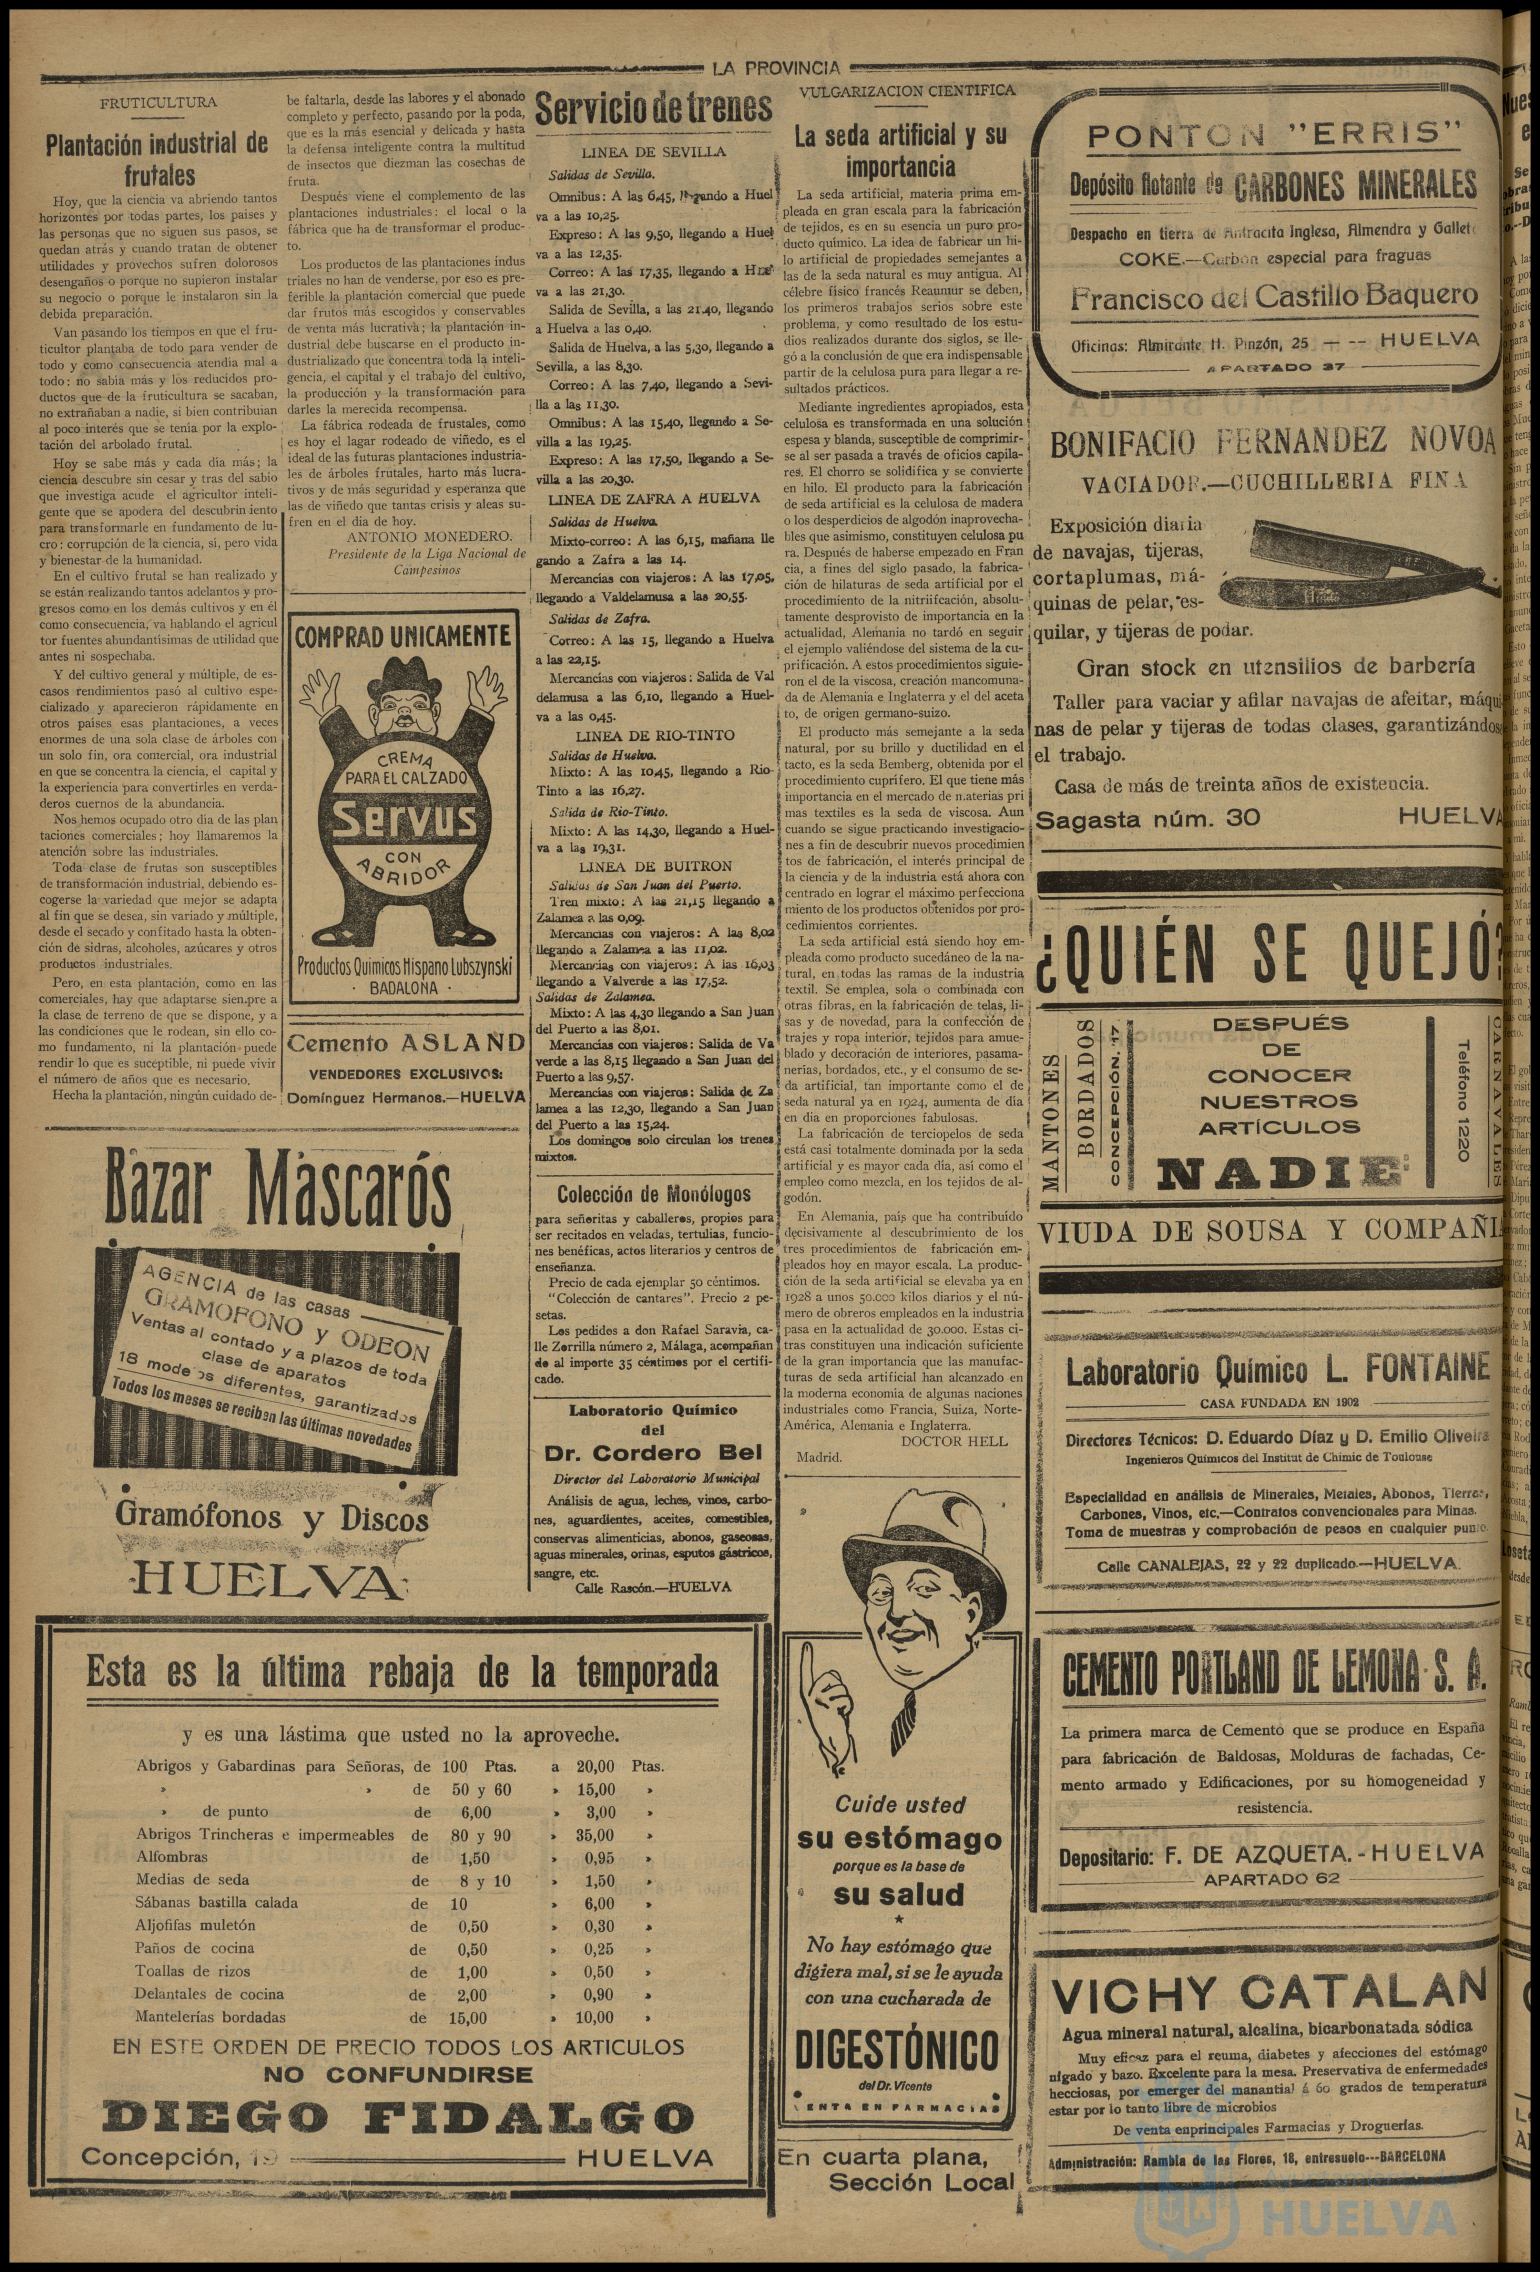 LA PROVINCIA
FRUTICULTURA
Plantación industrial de
frutales
Hoy, que la ciencia va abriendo tantos
horizontes por todas partes, los países y
las personas que no siguen sus pasos, se
quedan atrás y cuando tratan de obtener
utilidades y provechos sufren dolorosos
desengaños o porque no supieron instalar
su negocio o porque le instalaron sin la
debida preparación.
Van pasando los tiempos en que el fru-
ticultor plantaba de todo para vender de
todo y como consecuencia atendía mal a
todo: no sabía más y los reducidos pro-
ductos que de la fruticultura se sacaban,
no extrañaban a nadie, si bien contribuían
al poco interés que se tenía por la explo-
tación del arbolado frutal.
Hoy se sabe más y cada día más; la
ciencia descubre sin cesar y tras del sabio
que investiga acude el agricultor inteli-
gente que se apodera del descubrimiento
para transformarle en fundamento de lu-
cro: corrupción de la ciencia, si, pero vida
y bienestar de la humanidad.
En el cultivo frutal se han realizado y
se están realizando tantos adelantos y pro-
gresos como en los demás cultivos y en él
como consecuencia, va hablando el agricul
tor fuentes abundantísimas de utilidad que
antes ni sospechaba.
Y del cultivo general y múltiple, de es-
casos rendimientos pasó al cultivo espe-
cializado y aparecieron rápidamente en
otros países esas plantaciones, a veces
enormes de una sola clase de árboles con
un solo fin, ora comercial, ora industrial
en que se concentra la ciencia, el capital y
la experiencia para convertirles en verda-
deros cuernos de la abundancia.
Nos hemos ocupado otro día de las plan
taciones comerciales; hoy llamaremos la
atención sobre las industriales.
Toda clase de frutas son susceptibles
de transformación industrial, debiendo es-
cogerse la variedad que mejor se adapta
al fin que se desea, sin variado y múltiple,
desde el secado y confitado hasta la obten-
ción de sidras, alcoholes, azúcares y otros
productos industriales.
Pero, en esta plantación, como en las
comerciales, hay que adaptarse siempre a
la clase de terreno de que se dispone, y a
las condiciones que le rodean, sin ello co-
mo fundamento, ni la plantación puede
rendir lo que es suceptible, ni puede vivir
el número de años que es necesario.
Hecha la plantación, ningún cuidado de-
be faltarla, desde las labores y el abonado
completo y perfecto, pasando por la poda,
que es la más esencial y delicada y hasta
la defensa inteligente contra la multitud
de insectos que diezman las cosechas de
fruta.
Después viene el complemento de las
plantaciones industriales: el local o la
fábrica que ha de transformar el produc-
to.
Los productos de las plantaciones indus
triales no han de venderse, por eso es pre-
ferible la plantación comercial que puede
dar frutos más escogidos y conservables
de venta más lucrativa; la plantación in-
dustrial debe buscarse en el producto in-
dustrializado que concentra toda la inteli-
gencia, el capital y el trabajo del cultivo,
la producción y la transformación para
darles la merecida recompensa.
La fábrica rodeada de frustales, como
es hoy el lagar rodeado de viñedo, es el
ideal de las futuras plantaciones industria-
les de árboles frutales, harto más lucra-
tivos y de más seguridad y esperanza que
las de viñedo que tantas crisis y aleas su-
fren en el día de hoy.
ANTONIO MONEDERO.
Presidente de la Liga Nacional de
Campesinos
COMPRAD UNICAMENTE
CREMA
PARA EL CALZADO
Servus
CON
ABRIDOR
Productos Quimicos Hispano Lubszynski
· BADALONA ·
Cemento ASLAND
VENDEDORES EXCLUSIVOS:
Domínguez Hermanos.—HUELVA
Bazar Mascarós
AGENCIA de las casas
GRAMOFONO y ODEON
Ventas al contado y a plazos de toda
clase de aparatos
18 modelos diferentes, garantizados
Todos los meses se reciben las últimas novedades
Gramófonos y Discos
HUELVA
Servicio de trenes
LINEA DE SEVILLA
Salidas de Sevilla.
Omnibus: A las 6,45, llegando a Huel
va a las 10,25.
Expreso: A las 9,50, llegando a Huel
va a las 12,35.
Correo: A las 17,35, llegando a Huel
va a las 21,30.
Salida de Sevilla, a las 21.40, llegando
a Huelva a las 0,40.
Salida de Huelva, a las 5,30, llegando a
Sevilla, a las 8,30.
Correo: A las 7,40, llegando a Sevi-
lla a las 11,30.
Omnibus: A las 15,40, llegando a Se-
villa a las 19,25.
Expreso: A las 17,50, llegando a Se-
villa a las 20,30.
LINEA DE ZAFRA A HUELVA
Salidas de Huelva.
Mixto-correo: A las 6,15, mañana lle
gando a Zafra a las 14.
Mercancías con viajeros: A las 17,05,
llegando a Valdelamusa a las 20,55.
Salidas de Zafra.
Correo: A las 15, llegando a Huelva
a las 22,15.
Mercancías con viajeros: Salida de Val
delamusa a las 6,10, llegando a Huel-
va a las 0,45.
LINEA DE RIO-TINTO
Salidas de Huelva.
Mixto: A las 10,45, llegando a Rio-
Tinto a las 16,27.
Salida de Rio-Tinto.
Mixto: A las 14,30, llegando a Huel-
va a las 19,31.
LINEA DE BUITRON
Salidas de San Juan del Puerto.
Tren mixto: A las 21,15 llegando a
Zalamea a las 0,09.
Mercancías con viajeros: A las 8,02
llegando a Zalamea a las 11,02.
Mercancías con viajeros: A las 16,03
llegando a Valverde a las 17,52.
Salidas de Zalamea.
Mixto: A las 4,30 llegando a San Juan
del Puerto a las 8,01.
Mercancías con viajeros: Salida de Va
verde a las 8,15 llegando a San Juan del
Puerto a las 9,57.
Mercancías con viajeros: Salida de Za
lamea a las 12,30, llegando a San Juan
del Puerto a las 15,24.
Los domingos solo circulan los trenes
mixtos.
Colección de Monólogos
para señoritas y caballeros, propios para
ser recitados en veladas, tertulias, funcio-
nes benéficas, actos literarios y centros de
enseñanza.
Precio de cada ejemplar 50 céntimos.
"Colección de cantares". Precio 2 pe-
setas.
Los pedidos a don Rafael Saravia, ca-
lle Zorrilla número 2, Málaga, acompañan
de al importe 35 céntimos por el certifi-
cado.
Laboratorio Químico
del
Dr. Cordero Bel
Director del Laboratorio Municipal
Análisis de agua, leches, vinos, carbo-
nes, aguardientes, aceites, comestibles,
conservas alimenticias, abonos, gaseosas,
aguas minerales, orinas, esputos gástricos,
sangre, etc.
Calle Rascón.—HUELVA
Esta es la última rebaja de la temporada
y es una lástima que usted no la aproveche.
Abrigos y Gabardinas para Señoras, de 100 Ptas. a 20,00 Ptas.
» » de 50 y 60 » 15,00 »
» de punto de 6,00 » 3,00 »
Abrigos Trincheras e impermeables de 80 y 90 » 35,00 »
Alfombras de 1,50 » 0,95 »
Medias de seda de 8 y 10 » 1,50 »
Sábanas bastilla calada de 10 » 6,00 »
Aljofifas muletón de 0,50 » 0,30 »
Paños de cocina de 0,50 » 0,25 »
Toallas de rizos de 1,00 » 0,50 »
Delantales de cocina de 2,00 » 0,90 »
Mantelerías bordadas de 15,00 » 10,00 »
EN ESTE ORDEN DE PRECIO TODOS LOS ARTICULOS
NO CONFUNDIRSE
DIEGO FIDALGO
Concepción, 19 HUELVA
VULGARIZACION CIENTIFICA
La seda artificial y su
importancia
La seda artificial, materia prima em-
pleada en gran escala para la fabricación
de tejidos, es en su esencia un puro pro-
ducto químico. La idea de fabricar un hi-
lo artificial de propiedades semejantes a
las de la seda natural es muy antigua. Al
célebre físico francés Reaumur se deben,
los primeros trabajos serios sobre este
problema, y como resultado de los estu-
dios realizados durante dos siglos, se lle-
gó a la conclusión de que era indispensable
partir de la celulosa pura para llegar a re-
sultados prácticos.
Mediante ingredientes apropiados, esta
celulosa es transformada en una solución
espesa y blanda, susceptible de comprimir-
se al ser pasada a través de oficios capila-
res. El chorro se solidifica y se convierte
en hilo. El producto para la fabricación
de seda artificial es la celulosa de madera
o los desperdicios de algodón inaprovecha-
bles que asimismo, constituyen celulosa pu
ra. Después de haberse empezado en Fran
cia, a fines del siglo pasado, la fabrica-
ción de hilaturas de seda artificial por el
procedimiento de la nitriifcación, absolu-
tamente desprovisto de importancia en la
actualidad, Alemania no tardó en seguir
el ejemplo valiéndose del sistema de la cu-
prificación. A estos procedimientos siguie-
ron el de la viscosa, creación mancomuna-
da de Alemania e Inglaterra y el del aceta
to, de origen germano-suizo.
El producto más semejante a la seda
natural, por su brillo y ductilidad en el
tacto, es la seda Bemberg, obtenida por el
procedimiento cuprífero. El que tiene más
importancia en el mercado de materias pri
mas textiles es la seda de viscosa. Aun
cuando se sigue practicando investigacio-
nes a fin de descubrir nuevos procedimien
tos de fabricación, el interés principal de
la ciencia y de la industria está ahora con
centrado en lograr el máximo perfecciona
miento de los productos obtenidos por pro-
cedimientos corrientes.
La seda artificial está siendo hoy em-
pleada como producto sucedáneo de la na-
tural, en todas las ramas de la industria
textil. Se emplea, sola o combinada con
otras fibras, en la fabricación de telas, li-
sas y de novedad, para la confección de
trajes y ropa interior, tejidos para amue-
blado y decoración de interiores, pasama-
nerías, bordados, etc., y el consumo de se-
da artificial, tan importante como el de
seda natural ya en 1924, aumenta de día
en día en proporciones fabulosas.
La fabricación de terciopelos de seda
está casi totalmente dominada por la seda
artificial y es mayor cada día, así como el
empleo como mezcla, en los tejidos de al-
godón.
En Alemania, país que ha contribuído
decisivamente al descubrimiento de los
tres procedimientos de fabricación em-
pleados hoy en mayor escala. La produc-
ción de la seda artificial se elevaba ya en
1928 a unos 50.000 kilos diarios y el nú-
mero de obreros empleados en la industria
pasa en la actualidad de 30.000. Estas ci-
tras constituyen una indicación suficiente
de la gran importancia que las manufac-
turas de seda artificial han alcanzado en
la moderna economía de algunas naciones
industriales como Francia, Suiza, Norte-
América, Alemania e Inglaterra.
DOCTOR HELL
Madrid.
Cuide usted
su estómago
porque es la base de
su salud
No hay estómago que
digiera mal, si se le ayuda
con una cucharada de
DIGESTÓNICO
del Dr. Vicente
VENTA EN FARMACIAS
En cuarta plana,
Sección Local
PONTON "ERRIS"
Depósito flotante de CARBONES MINERALES
Despacho en tierra de Antracita Inglesa, Almendra y Galleta
COKE.—Carbón especial para fraguas
Francisco del Castillo Baquero
Oficinas: Almirante H. Pinzón, 25 — -- HUELVA
APARTADO 37
BONIFACIO FERNANDEZ NOVOA
VACIADOR.—CUCHILLERIA FINA
Exposición diaria
de navajas, tijeras,
cortaplumas, má-
quinas de pelar, es-
quilar, y tijeras de podar.
Gran stock en utensilios de barbería
Taller para vaciar y afilar navajas de afeitar, máqui
nas de pelar y tijeras de todas clases, garantizándos
el trabajo.
Casa de más de treinta años de existencia.
Sagasta núm. 30 HUELVA
¿QUIÉN SE QUEJÓ?
MANTONES
BORDADOS
CONCEPCIÓN. 17
DESPUÉS
DE
CONOCER
NUESTROS
ARTÍCULOS
NADIE
Teléfono 1220
CARNAVALES
VIUDA DE SOUSA Y COMPAÑIA
Laboratorio Químico L. FONTAINE
CASA FUNDADA EN 1902
Directores Técnicos: D. Eduardo Díaz y D. Emilio Oliveira
Ingenieros Químicos del Institut de Chimic de Toulouse
Especialidad en análisis de Minerales, Metales, Abonos, Tierras,
Carbones, Vinos, etc.—Contratos convencionales para Minas.
Toma de muestras y comprobación de pesos en cualquier punto.
Calle CANALEJAS, 22 y 22 duplicado.—HUELVA
CEMENTO PORTLAND DE LEMONA S. A.
La primera marca de Cemento que se produce en España
para fabricación de Baldosas, Molduras de fachadas, Ce-
mento armado y Edificaciones, por su homogeneidad y
resistencia.
Depositario: F. DE AZQUETA.-HUELVA
APARTADO 62
VICHY CATALAN
Agua mineral natural, alcalina, bicarbonatada sódica
Muy eficaz para el reuma, diabetes y afecciones del estómago
nígado y bazo. Excelente para la mesa. Preservativa de enfermedades
hecciosas, por emerger del manantial á 60 grados de temperatura
estar por lo tanto libre de microbios
De venta enprincipales Farmacias y Droguerías.
Administración: Rambla de las Flores, 18, entresuelo---BARCELONA
HUELVA